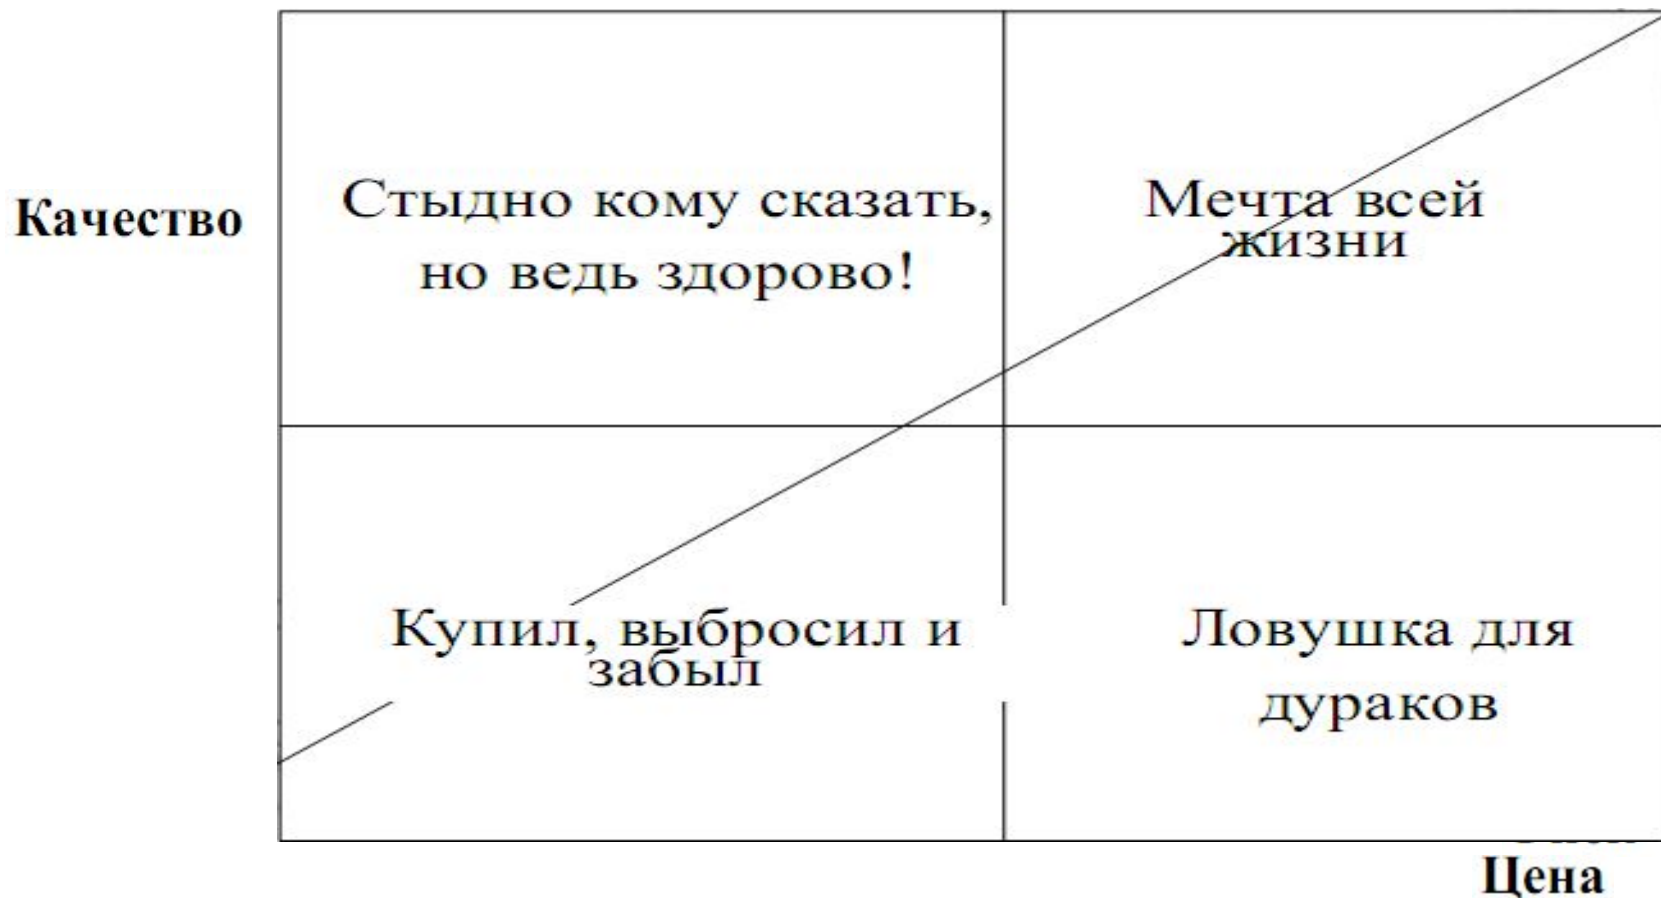 Качество
Стыдно кому сказать,
но ведь здорово!
Мечта всей
жизни
Купил, выбросил и
забыл
Ловушка для
дураков
Цена